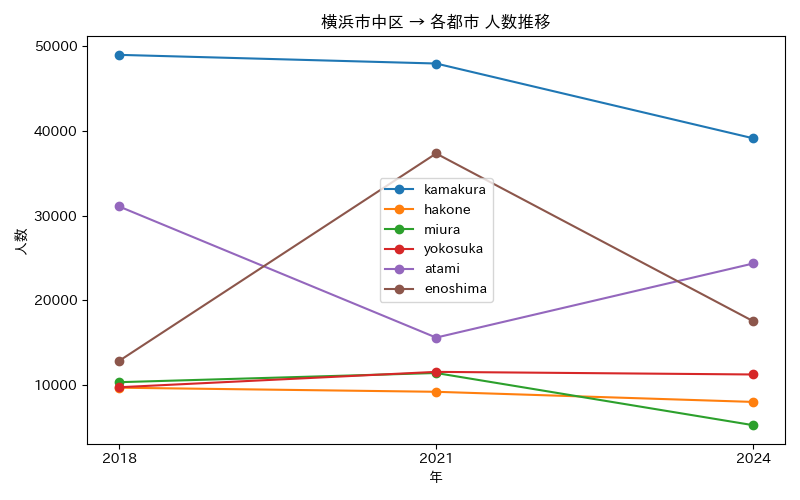 横浜市中区 → 各都市 人数推移
50000
40000
30000
20000
10000
人数
kamakura
hakone
miura
yokosuka
atami
enoshima
2018
2021
2024
年